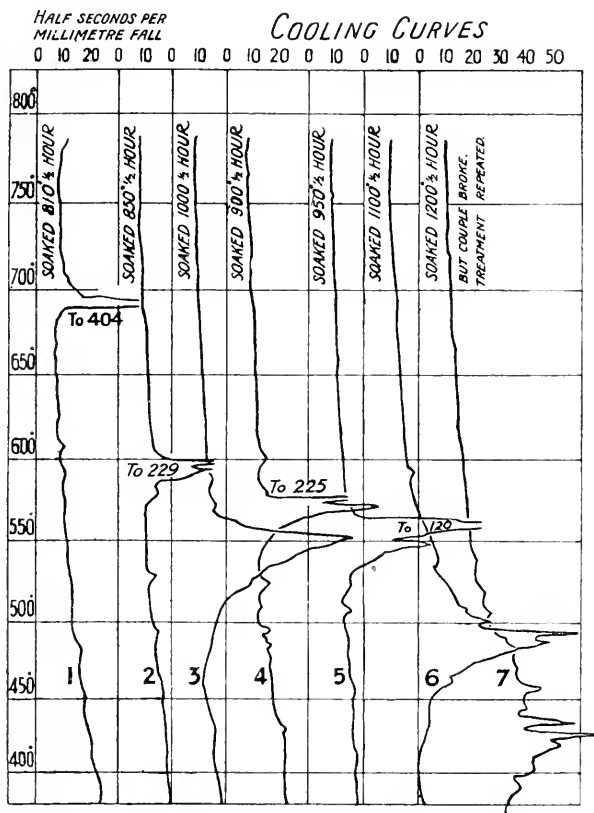 HALF SECONDS PER
MILLIMETRE FALL
COOLING CURVES
0 10 20 0 10 0 10 0 10 20 0 10 0 10 0 10 20 30 40 50
800°
750°
700°
650°
600°
550°
500°
450°
400°
SOAKED 810° ½ HOUR
SOAKED 850° ½ HOUR
SOAKED 1000° ½ HOUR
SOAKED 900° ½ HOUR
SOAKED 950° ½ HOUR
SOAKED 1100° ½ HOUR
SOAKED 1200° ½ HOUR
BUT COUPLE BROKE.
TREATMENT REPEATED.
To 404
To 229
To 225
To 120
1 2 3 4 5 6 7